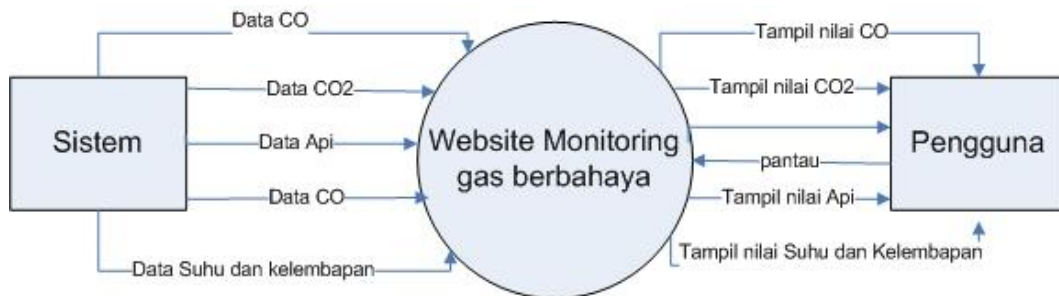 Data CO
Tampil nilai CO
Data CO2
Tampil nilai CO2
Sistem
Data Api
Website Monitoring
gas berbahaya
pantau
Pengguna
Data CO
Tampil nilai Api
Data Suhu dan kelembapan
Tampil nilai Suhu dan Kelembapan